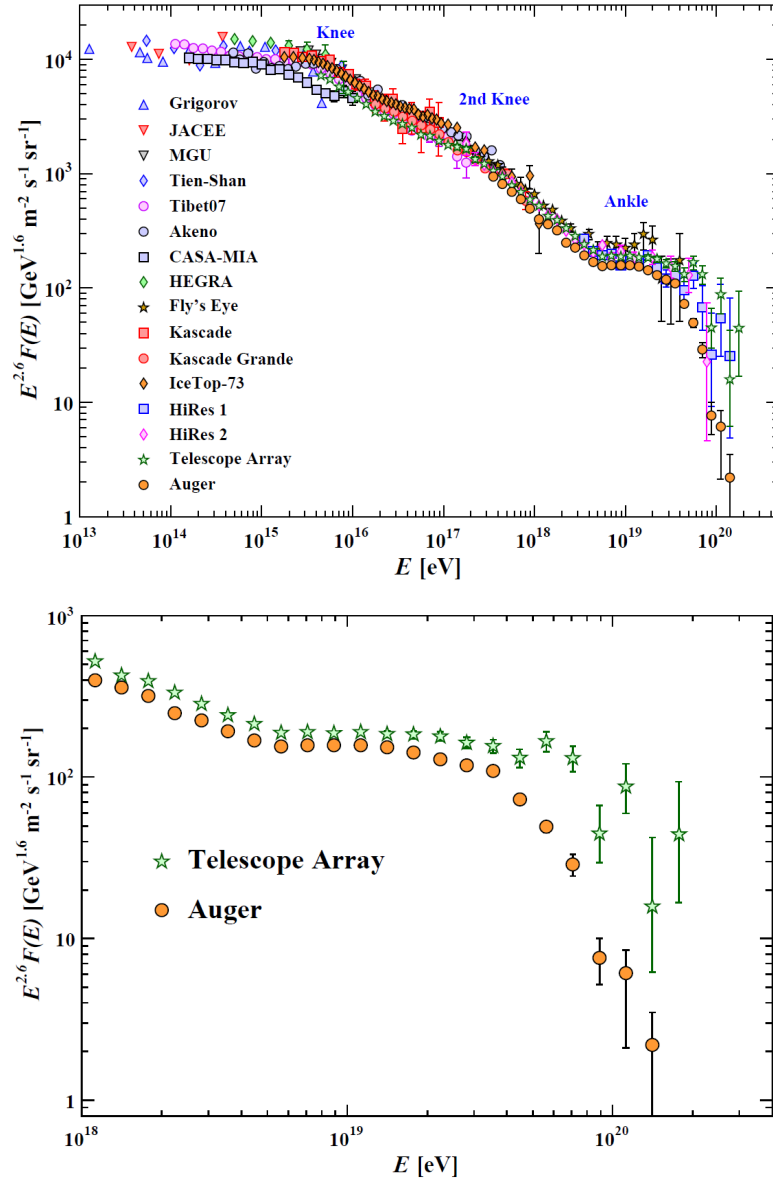 Knee
2nd Knee
Ankle
Grigorov
JACEE
MGU
Tien-Shan
Tibet07
Akeno
CASA-MIA
HEGRA
Fly's Eye
Kascade
Kascade Grande
IceTop-73
HiRes 1
HiRes 2
Telescope Array
Auger
E^2.6 F(E) [GeV^1.6 m^-2 s^-1 sr^-1]
10^4
10^3
10^2
10
1
10^13 10^14 10^15 10^16 10^17 10^18 10^19 10^20
E [eV]
E^2.6 F(E) [GeV^1.6 m^-2 s^-1 sr^-1]
10^3
10^2
10
1
Telescope Array
Auger
10^18 10^19 10^20
E [eV]